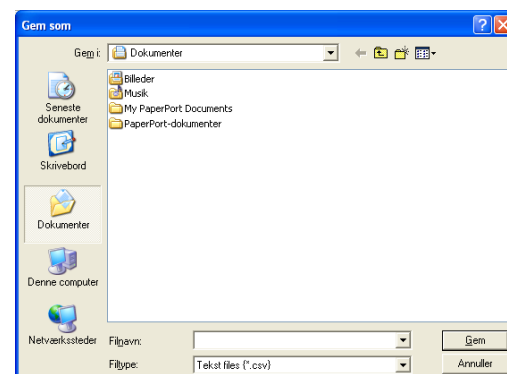 Gem som
Gem i:
Dokumenter
Billeder
Musik
My PaperPort Documents
PaperPort-dokumenter
Seneste
dokumenter
Skrivebord
Dokumenter
Denne computer
Netværkssteder
Filnavn:
Gem
Filtype:
Tekst files (*.csv)
Annuller